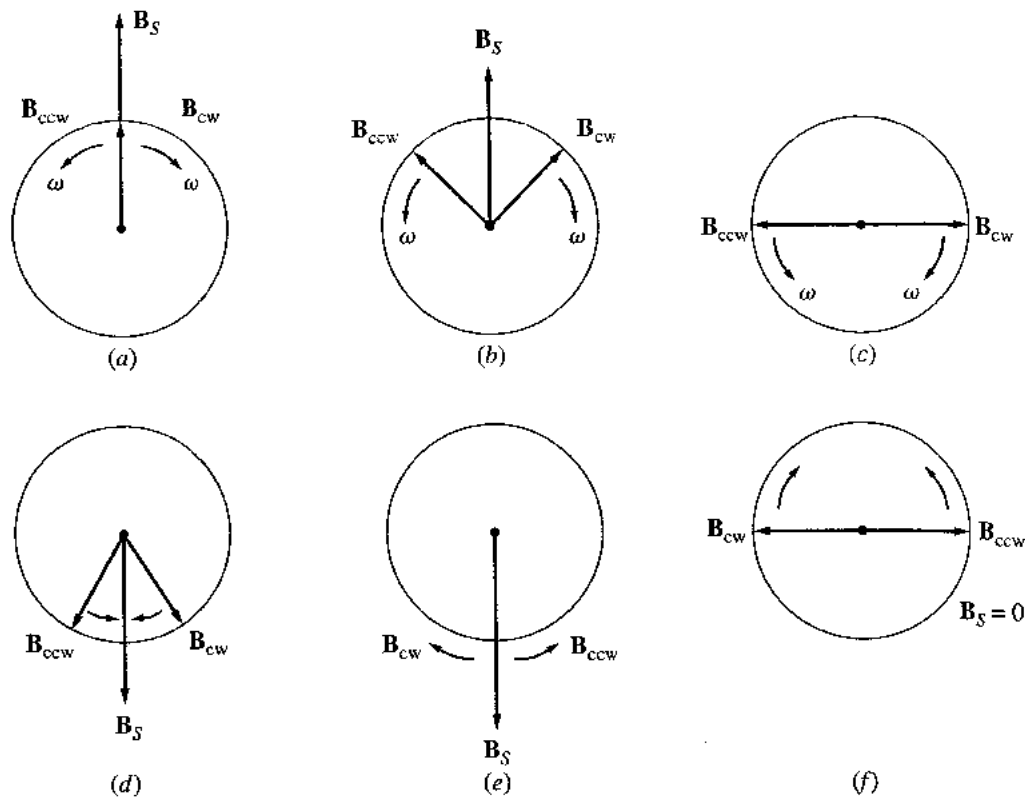 B_S
B_ccw B_cw
ω ω
(a)
B_S
B_ccw B_cw
ω ω
(b)
B_ccw B_cw
ω ω
(c)
B_ccw B_cw
B_S
(d)
B_cw B_ccw
B_S
(e)
B_cw B_ccw
B_S = 0
(f)